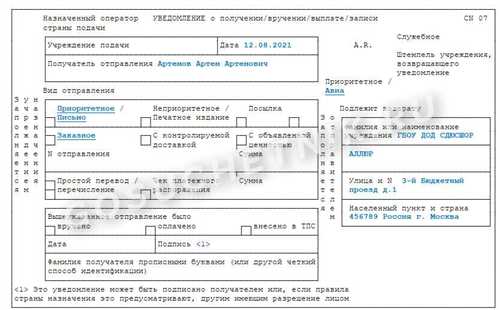 Назначенный оператор УВЕДОМЛЕНИЕ о получении/вручении/выплате/записи CN 07
страны подачи
Служебное
Учреждение подачи Дата 12.08.2021 A.R.
Штемпель учреждения,
возвращавшего
уведомление
Получатель отправления Артемов Артем Артемович
Приоритетное /
Авиа
Вид отправления
Приоритетное / Неприоритетное / Посылка
Письмо Печатное издание
Подлежит возврату
Заказное С контролируемой С объявленной
доставкой ценностью
Фамилия или наименование
учреждения ГБОУ ДОД СДЮСШОР
АЛЛЮР
N отправления Сумма Сумма
Простой перевод / Чек платежного
перечисление распоряжения
Улица и N 3-й Бюджетный
проезд д.1
Населенный пункт и страна
456789 Россия г. Москва
Вышеуказанное отправление было
вручено оплачено внесено в ТПС
Дата Подпись <1>
Фамилия получателя прописными буквами (или другой четкий
способ идентификации)
<1> Это уведомление может быть подписано получателем или, если правила
страны назначения это предусматривают, другим имеющим разрешение лицом